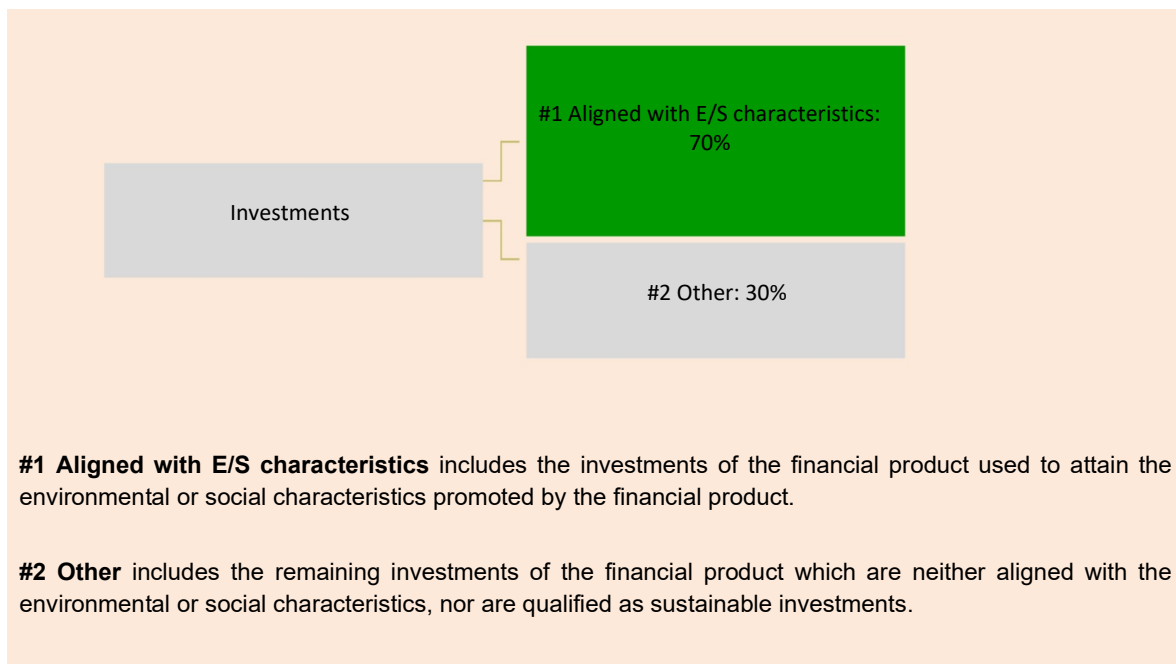 #1 Aligned with E/S characteristics:
70%
Investments
#2 Other: 30%
#1 Aligned with E/S characteristics includes the investments of the financial product used to attain the
environmental or social characteristics promoted by the financial product.
#2 Other includes the remaining investments of the financial product which are neither aligned with the
environmental or social characteristics, nor are qualified as sustainable investments.